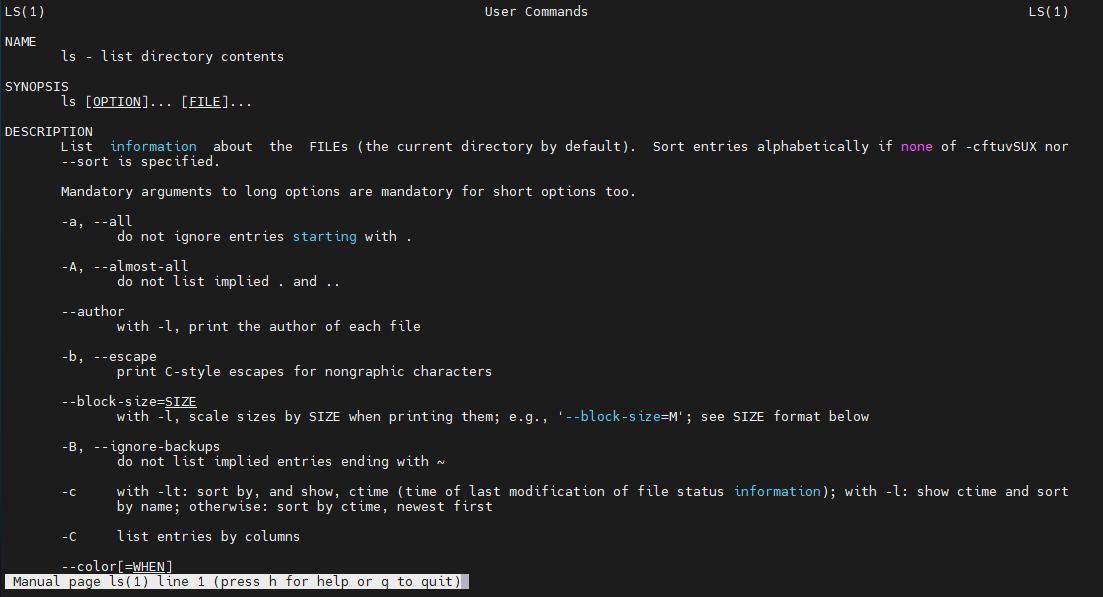 LS(1) User Commands LS(1)
NAME
ls - list directory contents
SYNOPSIS
ls [OPTION]... [FILE]...
DESCRIPTION
List information about the FILEs (the current directory by default). Sort entries alphabetically if none of -cftuvSUX nor
--sort is specified.
Mandatory arguments to long options are mandatory for short options too.
-a, --all
do not ignore entries starting with .
-A, --almost-all
do not list implied . and ..
--author
with -l, print the author of each file
-b, --escape
print C-style escapes for nongraphic characters
--block-size=SIZE
with -l, scale sizes by SIZE when printing them; e.g., '--block-size=M'; see SIZE format below
-B, --ignore-backups
do not list implied entries ending with ~
-c with -lt: sort by, and show, ctime (time of last modification of file status information); with -l: show ctime and sort
by name; otherwise: sort by ctime, newest first
-C list entries by columns
--color[=WHEN]
Manual page ls(1) line 1 (press h for help or q to quit)